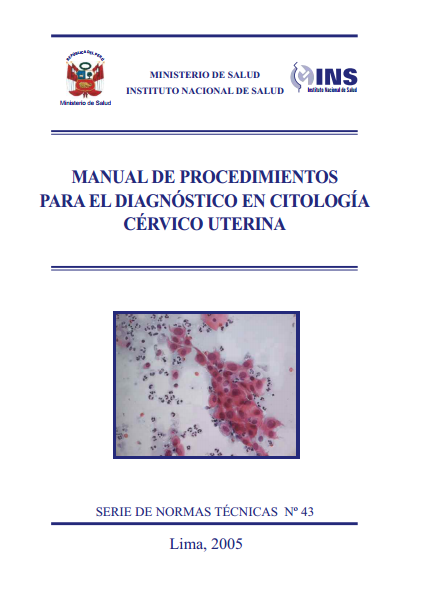 REPÚBLICA DEL PERÚ
Ministerio de Salud
MINISTERIO DE SALUD
INSTITUTO NACIONAL DE SALUD
INS
Instituto Nacional de Salud
MANUAL DE PROCEDIMIENTOS
PARA EL DIAGNÓSTICO EN CITOLOGÍA
CÉRVICO UTERINA
SERIE DE NORMAS TÉCNICAS Nº 43
Lima, 2005